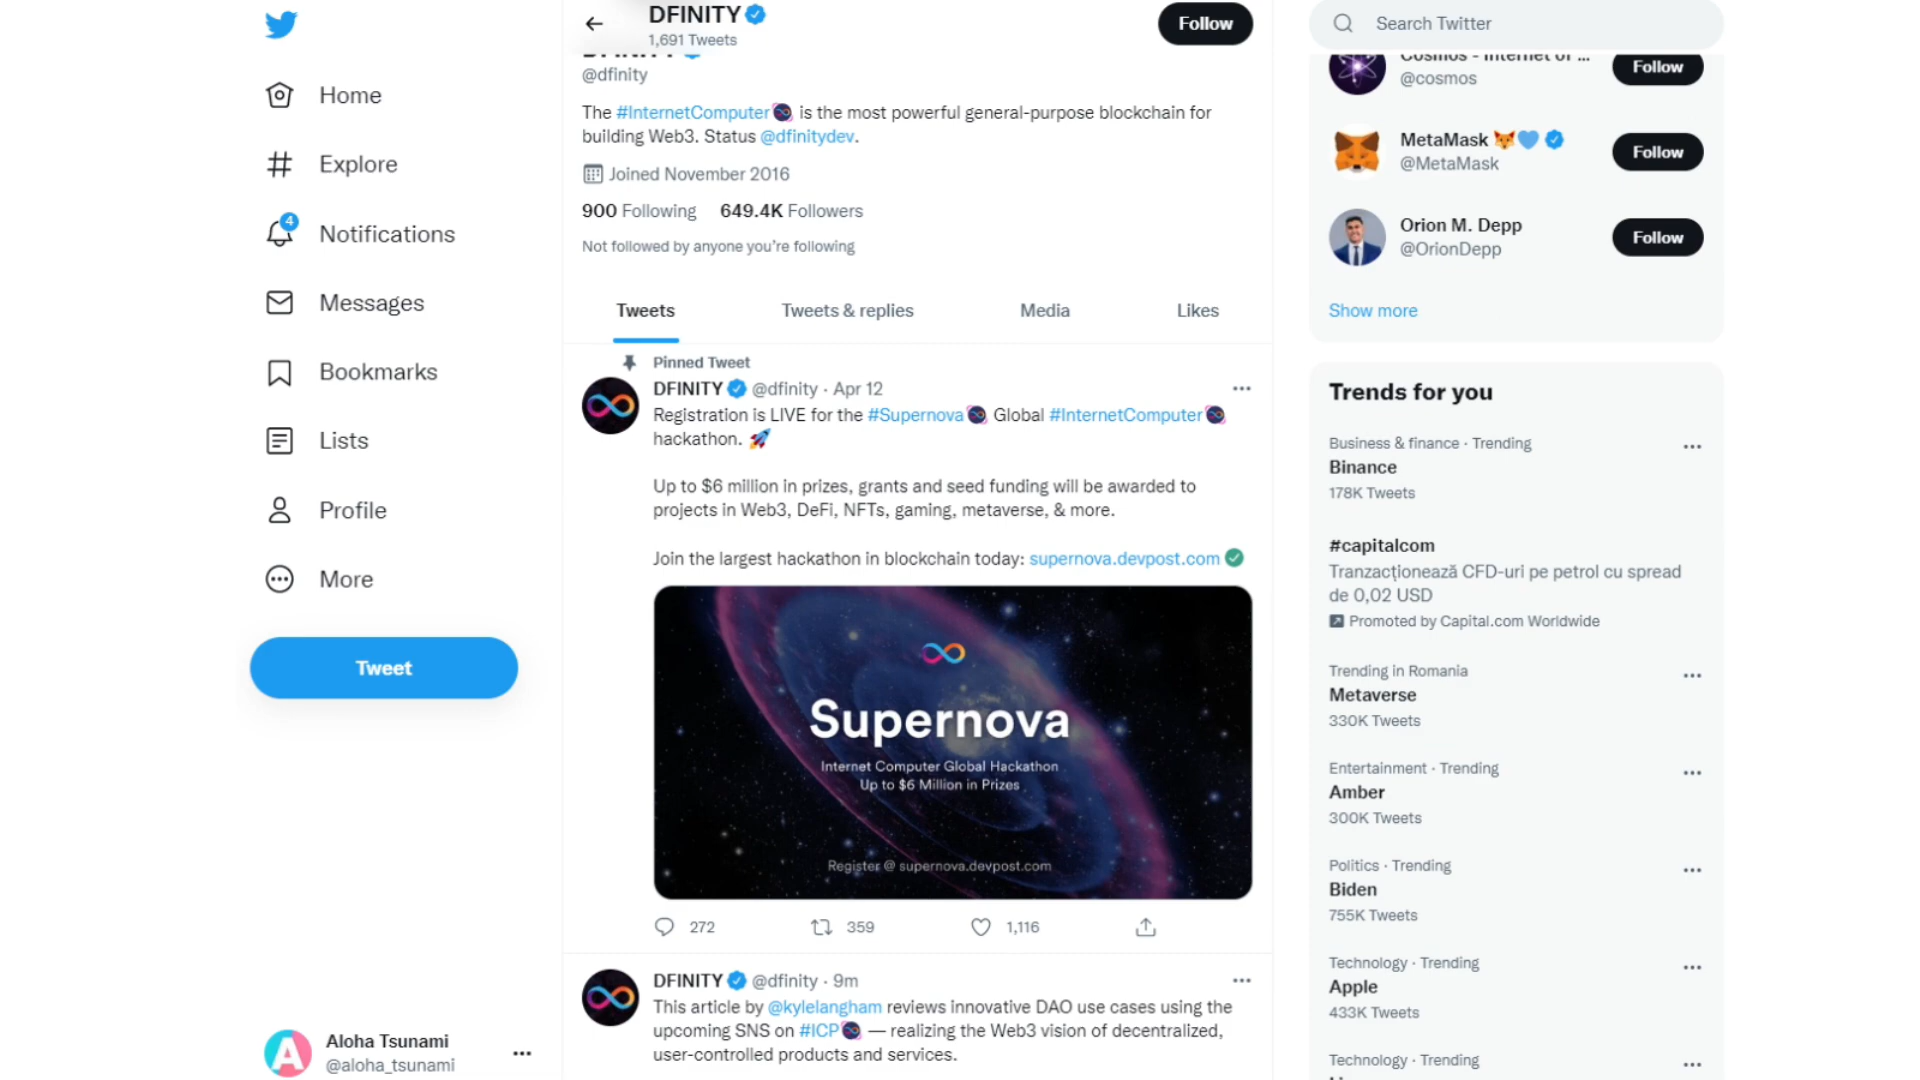 Home
Explore
4
Notifications
Messages
Bookmarks
Lists
Profile
More
Tweet
Aloha Tsunami
@aloha_tsunami
DFINITY
1,691 Tweets
Follow
@dfinity
The #InternetComputer is the most powerful general-purpose blockchain for
building Web3. Status @dfinitydev.
Joined November 2016
900 Following 649.4K Followers
Not followed by anyone you're following
Tweets Tweets & replies Media Likes
Pinned Tweet
DFINITY @dfinity · Apr 12
Registration is LIVE for the #Supernova Global #InternetComputer
hackathon. 🚀
Up to $6 million in prizes, grants and seed funding will be awarded to
projects in Web3, DeFi, NFTs, gaming, metaverse, & more.
Join the largest hackathon in blockchain today: supernova.devpost.com
Supernova
Internet Computer Global Hackathon
Up to $6 Million in Prizes
Register @ supernova.devpost.com
272 359 1,116
DFINITY @dfinity · 9m
This article by @kylelangham reviews innovative DAO use cases using the
upcoming SNS on #ICP — realizing the Web3 vision of decentralized,
user-controlled products and services.
Search Twitter
Cosmos - Internet of ...
@cosmos
Follow
MetaMask 🦊💙
@MetaMask
Follow
Orion M. Depp
@OrionDepp
Follow
Show more
Trends for you
Business & finance · Trending
Binance
178K Tweets
#capitalcom
Tranzacționează CFD-uri pe petrol cu spread
de 0,02 USD
Promoted by Capital.com Worldwide
Trending in Romania
Metaverse
330K Tweets
Entertainment · Trending
Amber
300K Tweets
Politics · Trending
Biden
755K Tweets
Technology · Trending
Apple
433K Tweets
Technology · Trending